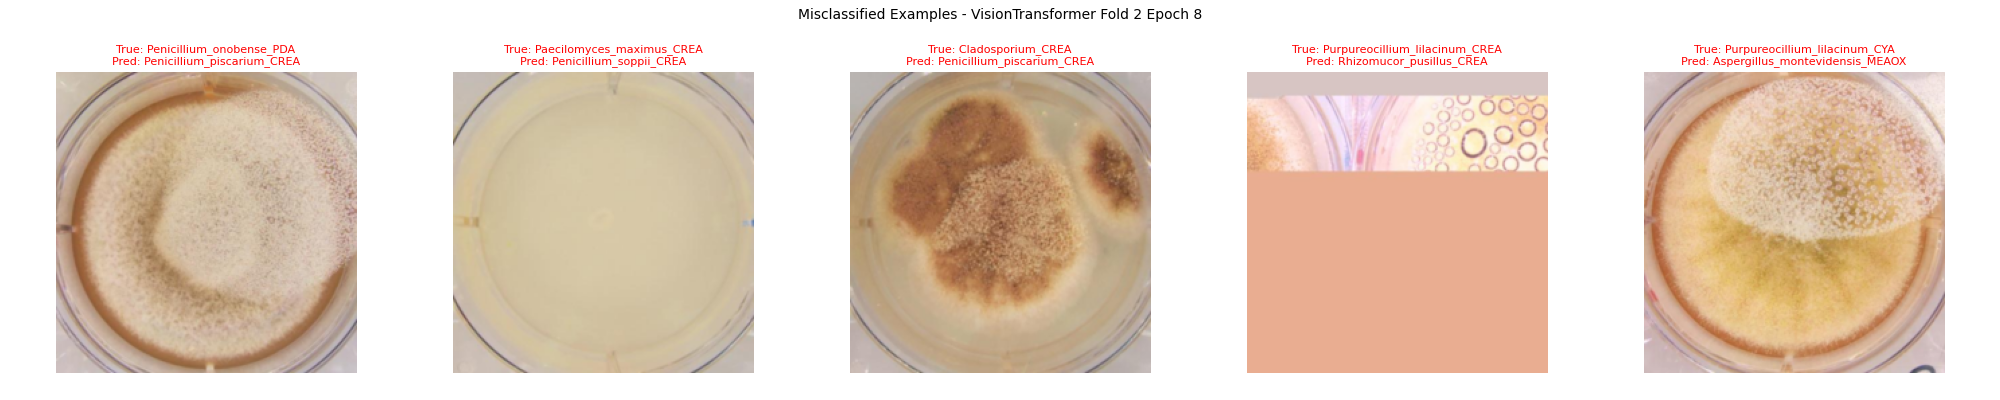 Misclassified Examples - VisionTransformer Fold 2 Epoch 8
True: Penicillium_onobense_PDA
Pred: Penicillium_piscarium_CREA
True: Paecilomyces_maximus_CREA
Pred: Penicillium_soppii_CREA
True: Cladosporium_CREA
Pred: Penicillium_piscarium_CREA
True: Purpureocillium_lilacinum_CREA
Pred: Rhizomucor_pusillus_CREA
True: Purpureocillium_lilacinum_CYA
Pred: Aspergillus_montevidensis_MEAOX